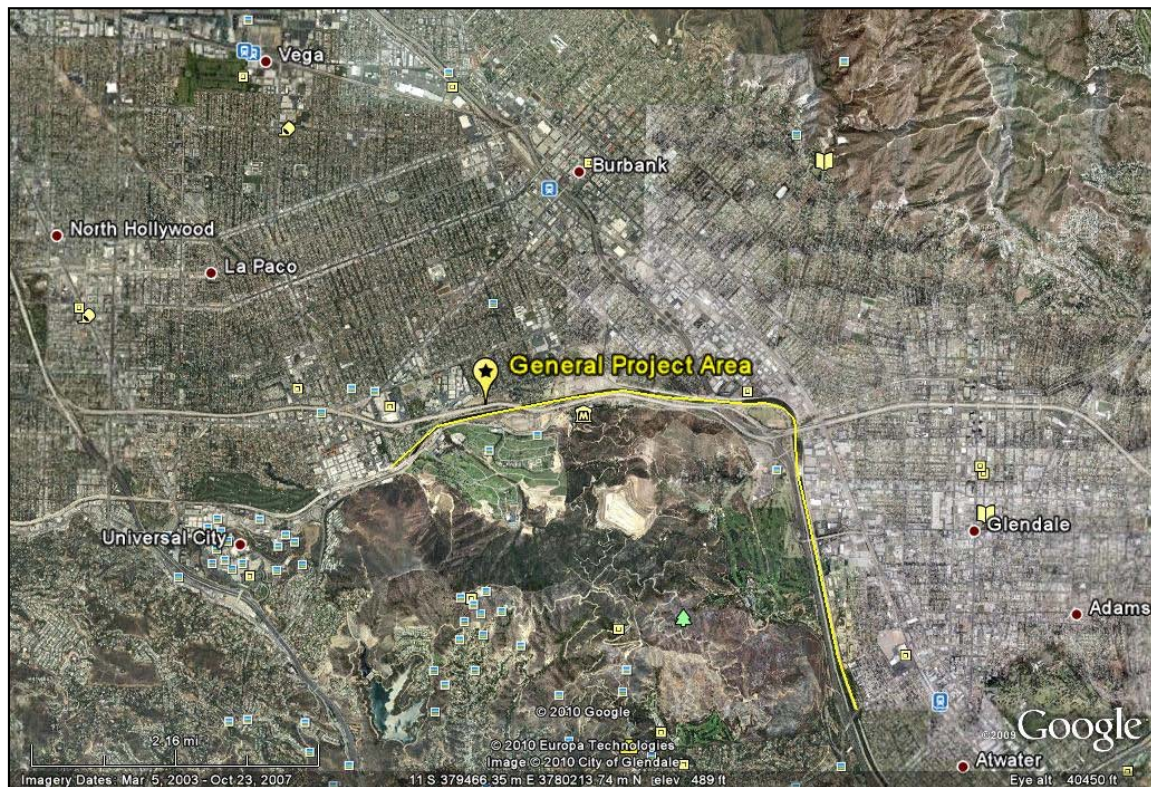 Vega
Burbank
North Hollywood
La Paco
General Project Area
Universal City
Glendale
Adams
© 2010 Google
2.16 mi
© 2010 Europa Technologies
Image © 2010 City of Glendale
©2009 Google
Atwater
Imagery Dates: Mar 5, 2003 - Oct 23, 2007
11 S 379466.35 m E 3780213.74 m N elev 489 ft
Eye alt 40450 ft